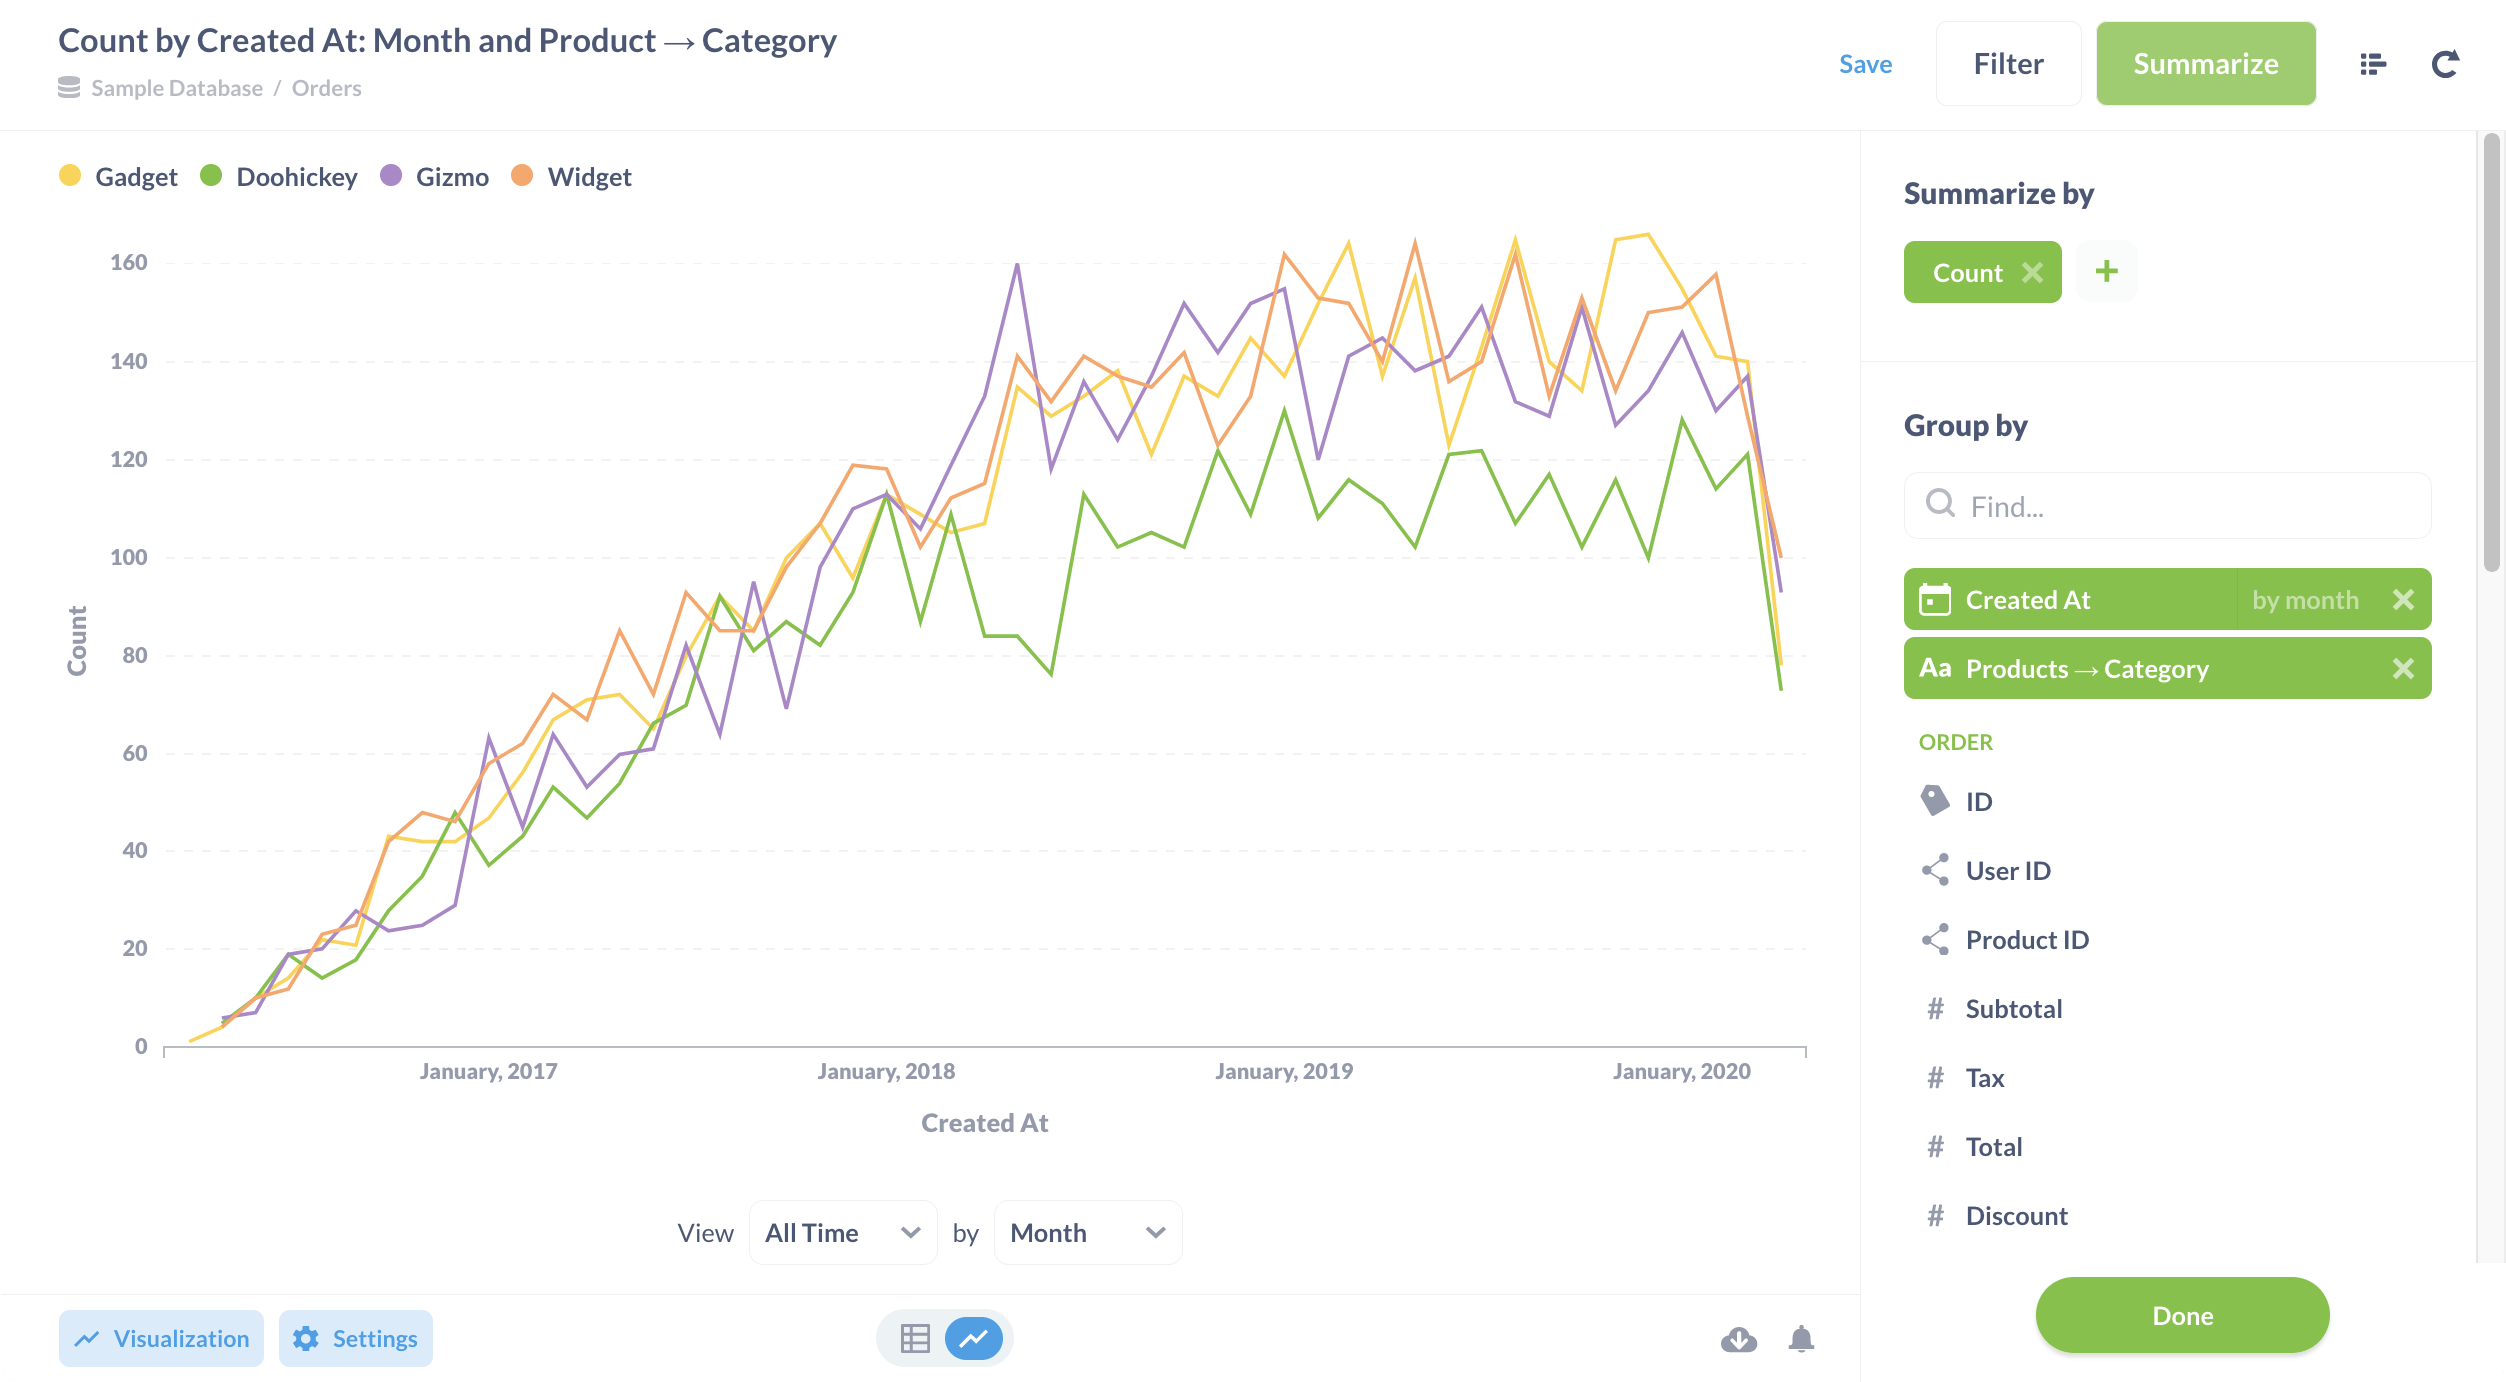 Count by Created At: Month and Product → Category
Sample Database / Orders
Save
Filter
Summarize
Gadget Doohickey Gizmo Widget
160
140
120
100
80
60
40
20
0
Count
January, 2017 January, 2018 January, 2019 January, 2020
Created At
View All Time by Month
Visualization Settings
Summarize by
Count
+
Group by
Find...
Created At by month
Aa Products → Category
ORDER
ID
User ID
Product ID
# Subtotal
# Tax
# Total
# Discount
Done